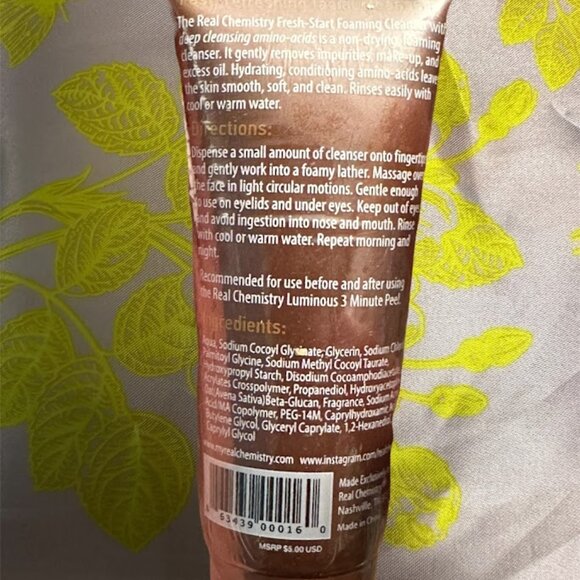 The Real Chemistry Fresh-Start Foaming Cleanser with
deep cleansing amino-acids is a non-drying, foaming
cleanser. It gently removes impurities, make-up, and
excess oil. Hydrating, conditioning amino-acids leave
the skin smooth, soft, and clean. Rinses easily with
cool or warm water.
Directions:
Dispense a small amount of cleanser onto fingertips
and gently work into a foamy lather. Massage over
the face in light circular motions. Gentle enough
to use on eyelids and under eyes. Keep out of eyes
and avoid ingestion into nose and mouth. Rinse
with cool or warm water. Repeat morning and
night.
Recommended for use before and after using
the Real Chemistry Luminous 3 Minute Peel.
Ingredients:
Aqua, Sodium Cocoyl Glycinate, Glycerin, Sodium
Palmitoyl Glycine, Sodium Methyl Cocoyl Taurate,
Hydroxypropyl Starch, Disodium
Crosspolymer, Propanediol,
Avena Sativa) Beta-Glucan, Fragrance, Sodium
Copolymer, PEG-14M, Caprylhydroxamic
Butylene Glycol, Glyceryl Caprylate, 1,2-Hexanediol
Caprylyl Glycol
www.myrealchemistry.com www.instagram.com/
Made
Real Chemistry
Nashville,
Made in
8 63439 00016 0
MSRP $5.00 USD